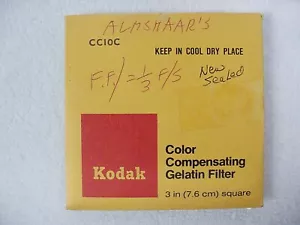 ALMSHAAR'S
CC10C
KEEP IN COOL DRY PLACE
F.F/=1/3 F/S
New
Sealed
Kodak
Color
Compensating
Gelatin Filter
3 in (7.6 cm) square